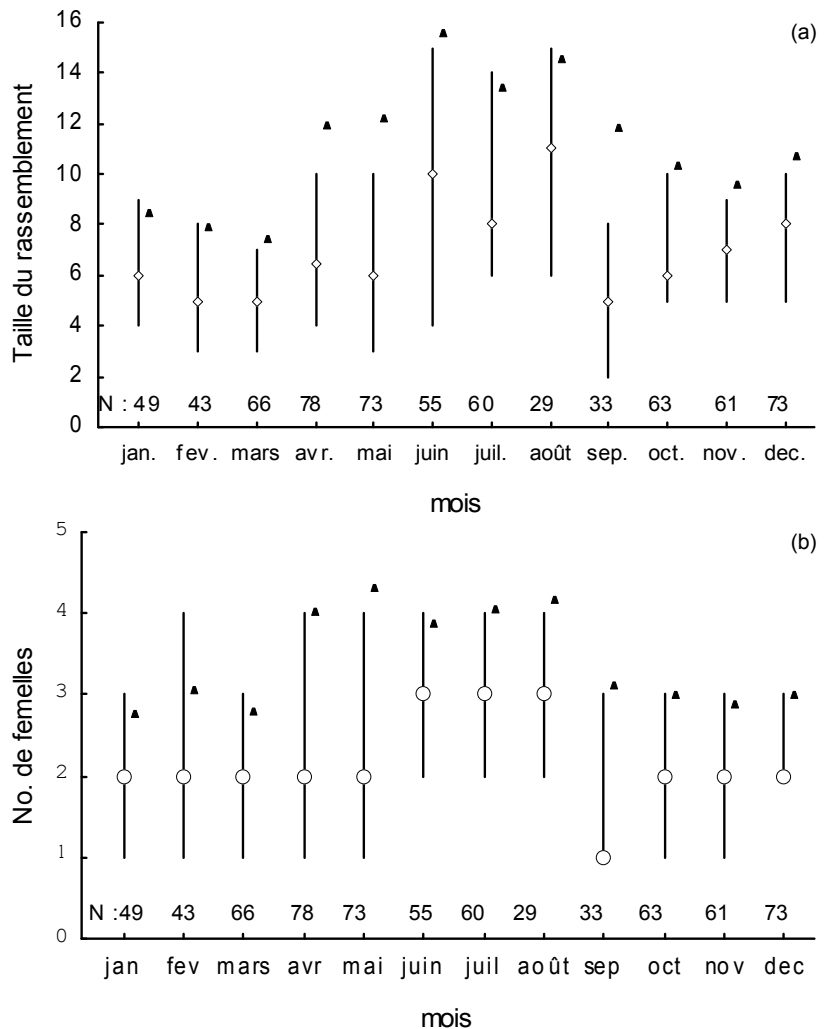 (a)
16
14
12
10
8
6
4
2
0
Taille du rassemblement
N : 49 43 66 78 73 55 60 29 33 63 61 73
jan. fev. mars avr. mai juin juil. août sep. oct. nov. dec.
mois
(b)
5
4
3
2
1
0
No. de femelles
N :49 43 66 78 73 55 60 29 33 63 61 73
jan fev mars avr mai juin juil août sep oct nov dec
mois